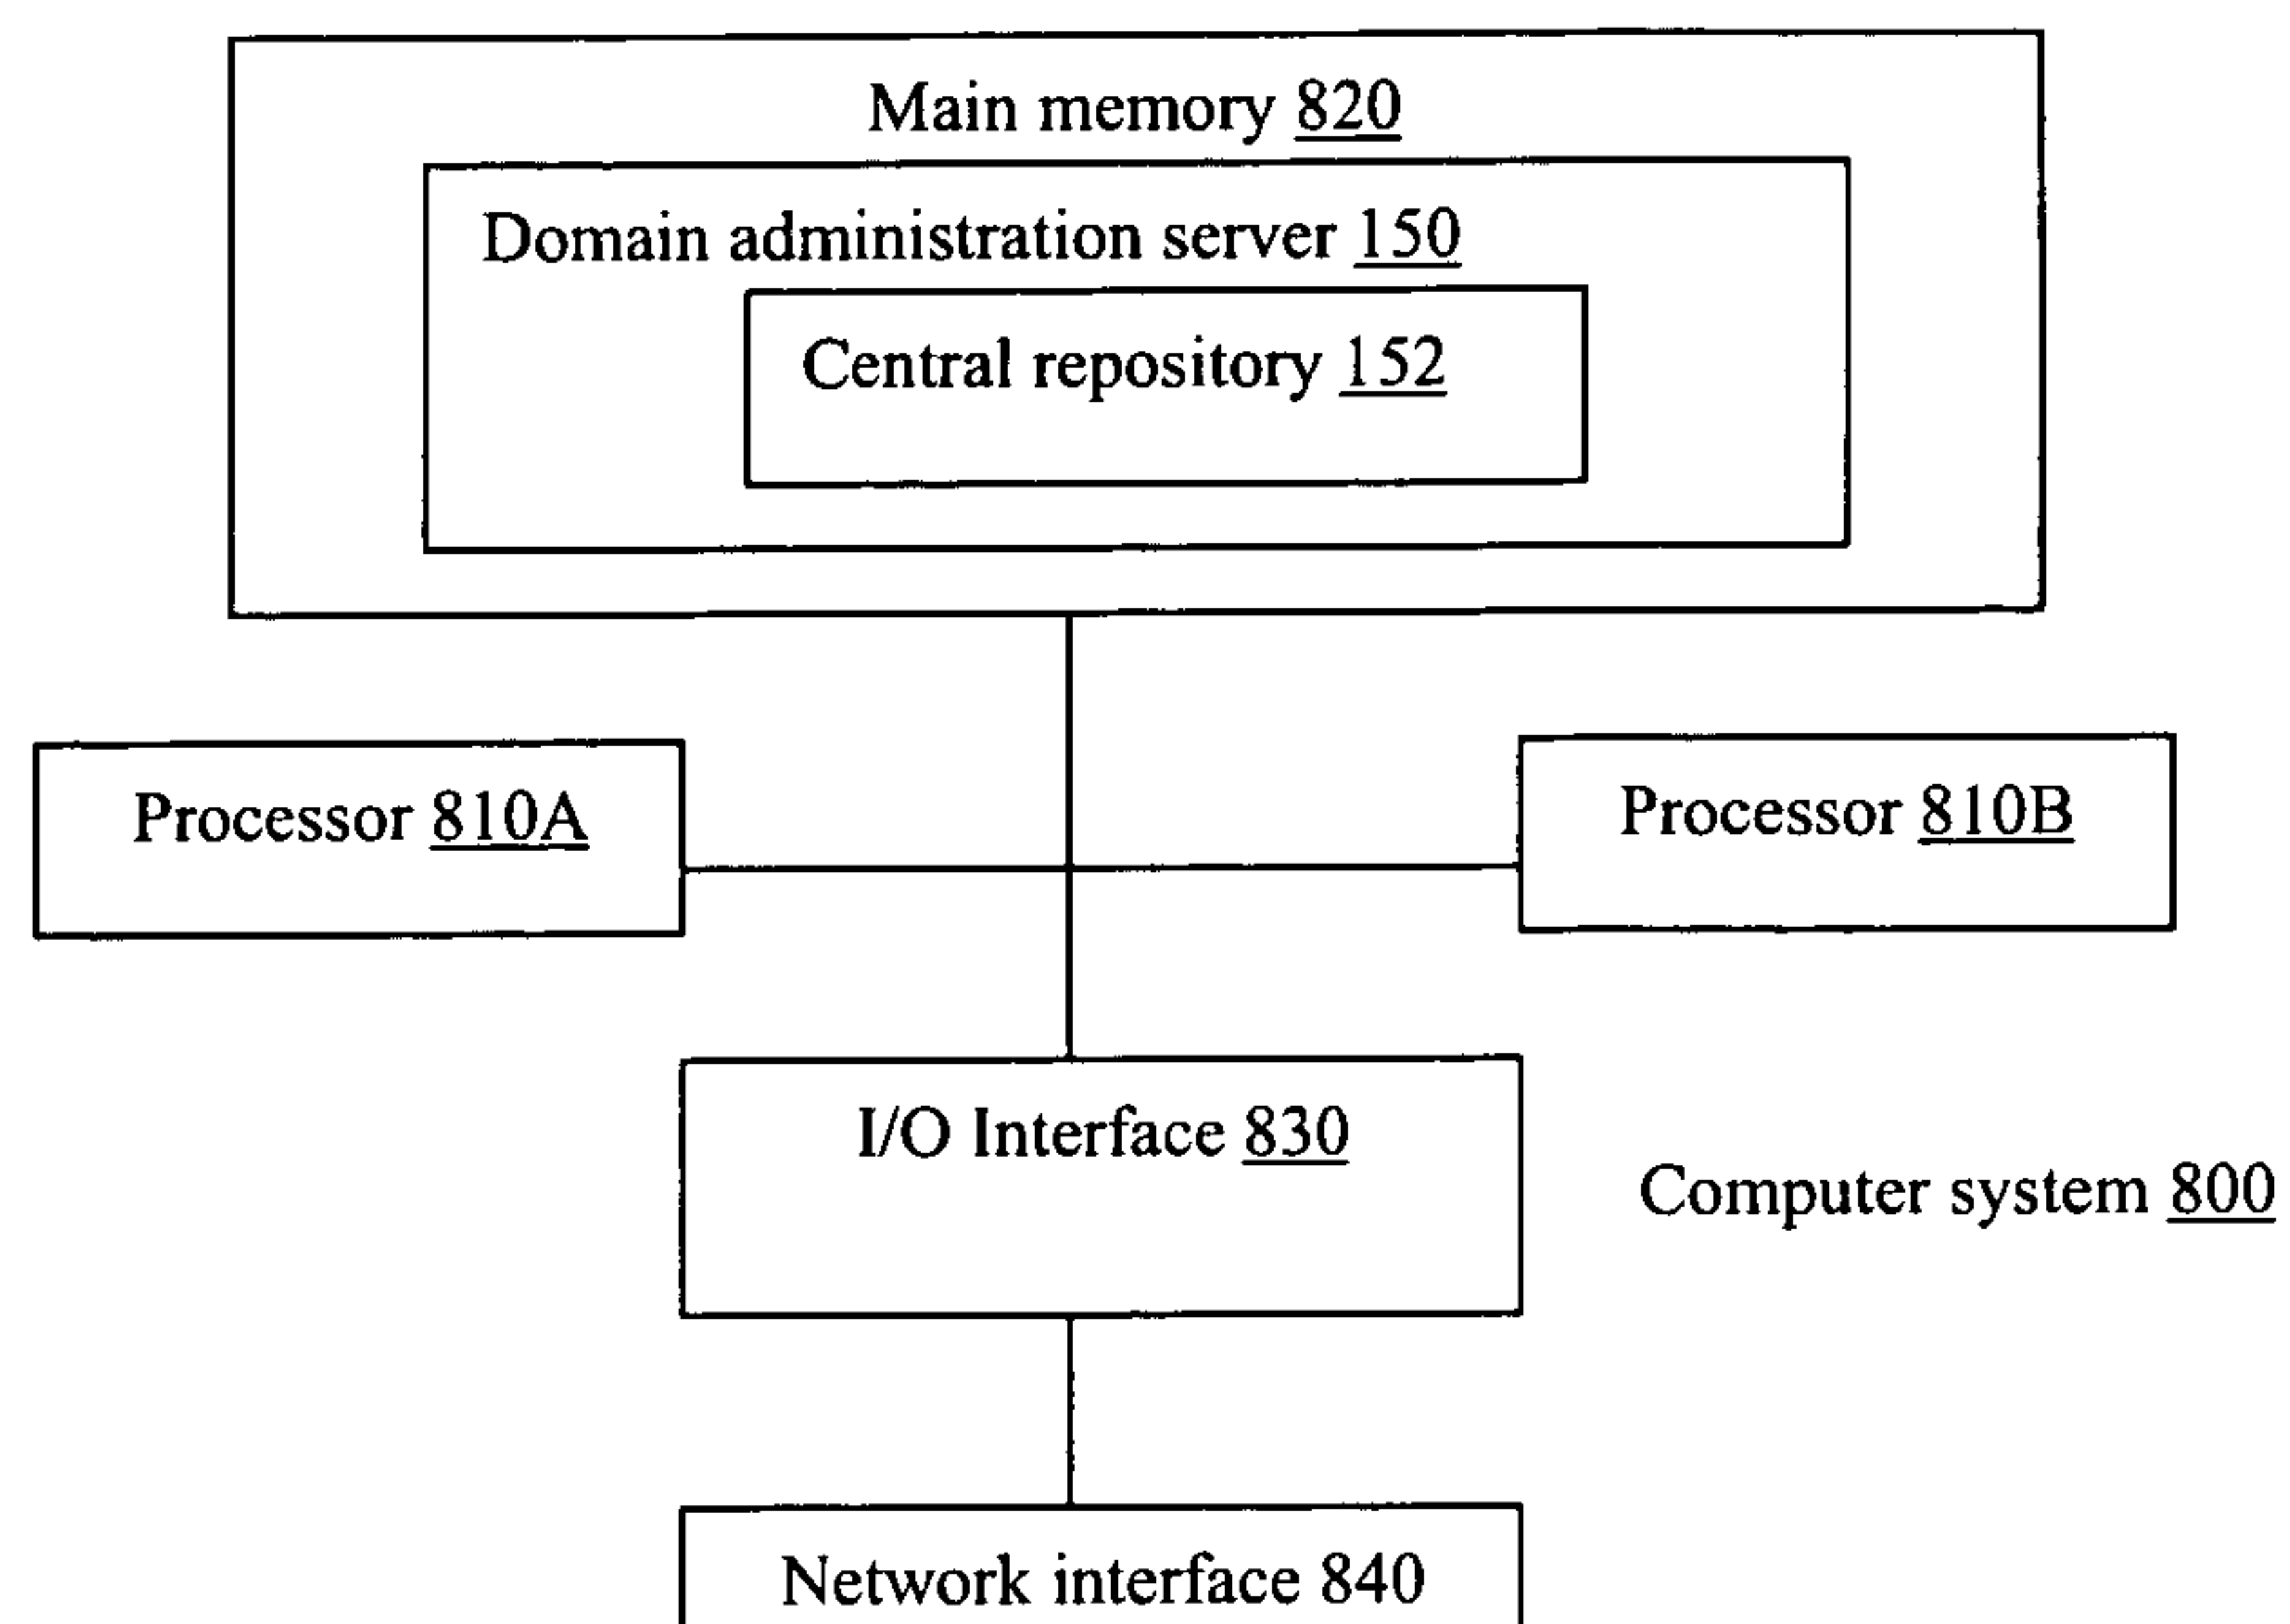 Main memory 820
Domain administration server 150
Central repository 152
Processor 810A
Processor 810B
I/O Interface 830
Computer system 800
Network interface 840